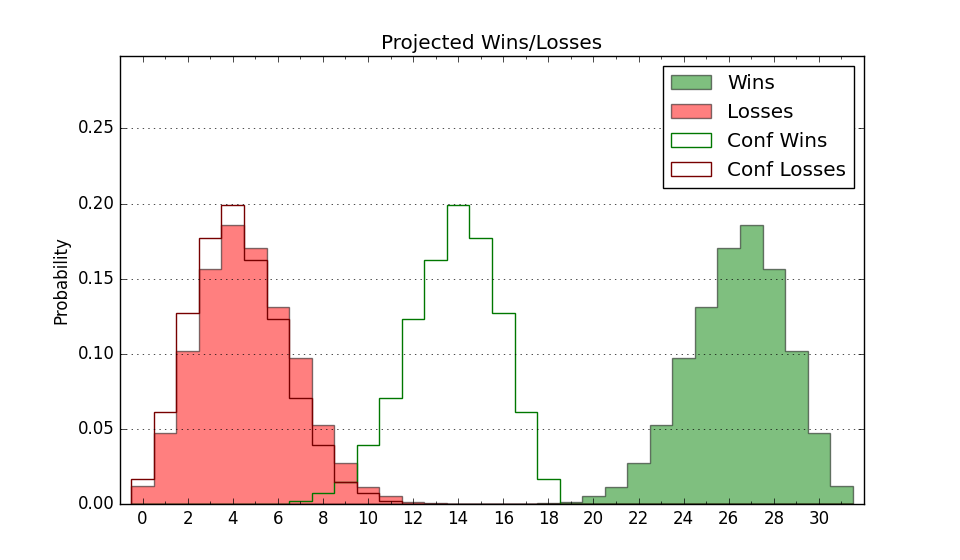 Projected Wins/Losses
Wins
Losses
Conf Wins
Conf Losses
Probability
0.25
0.20
0.15
0.10
0.05
0.00
0 2 4 6 8 10 12 14 16 18 20 22 24 26 28 30